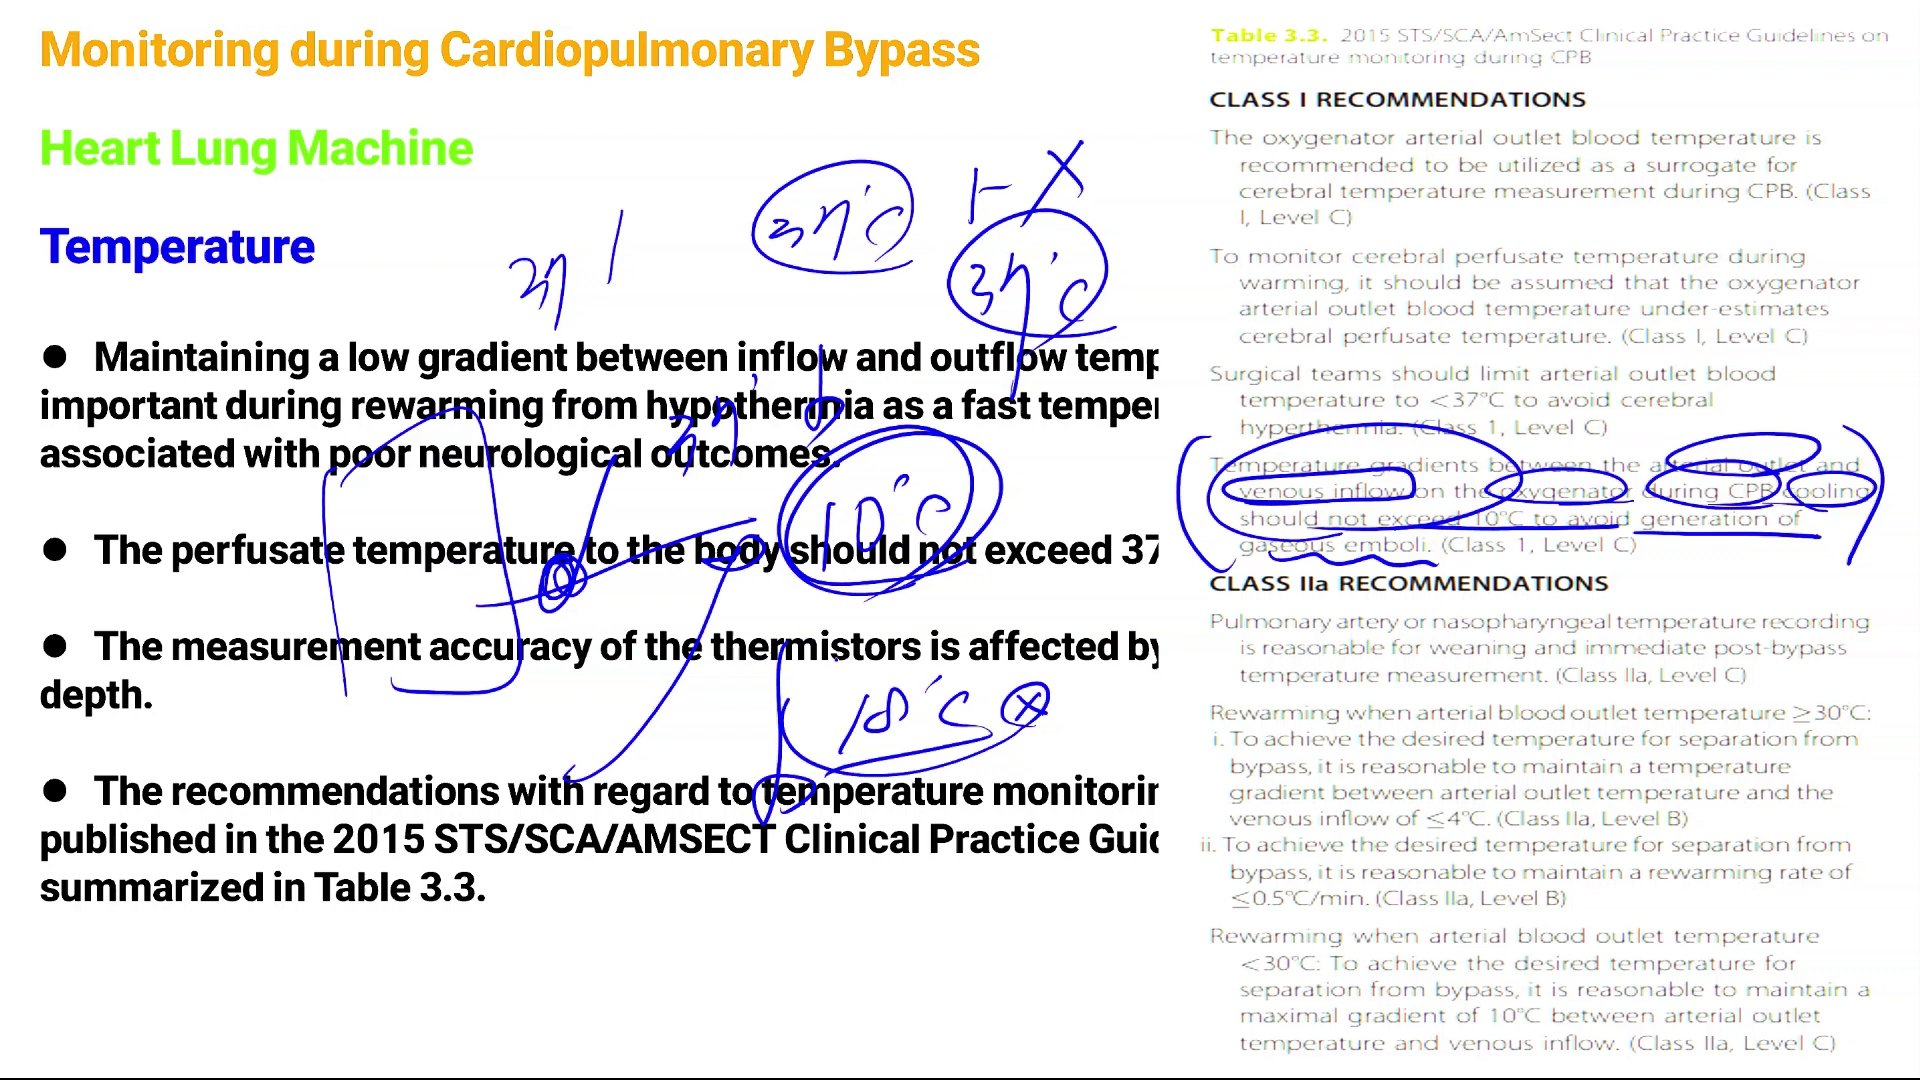 Monitoring during Cardiopulmonary Bypass
Heart Lung Machine
Temperature
● Maintaining a low gradient between inflow and outflow temp
important during rewarming from hypothermia as a fast temper
associated with poor neurological outcomes.
● The perfusate temperature to the body should not exceed 37
● The measurement accuracy of the thermistors is affected by
depth.
● The recommendations with regard to temperature monitorin
published in the 2015 STS/SCA/AMSECT Clinical Practice Guid
summarized in Table 3.3.
37
37°C
37°C
37°
10°C
18°C
Table 3.3. 2015 STS/SCA/AmSect Clinical Practice Guidelines on
temperature monitoring during CPB
CLASS I RECOMMENDATIONS
The oxygenator arterial outlet blood temperature is
recommended to be utilized as a surrogate for
cerebral temperature measurement during CPB. (Class
I, Level C)
To monitor cerebral perfusate temperature during
warming, it should be assumed that the oxygenator
arterial outlet blood temperature under-estimates
cerebral perfusate temperature. (Class I, Level C)
Surgical teams should limit arterial outlet blood
temperature to <37°C to avoid cerebral
hyperthermia. (Class 1, Level C)
Temperature gradients between the arterial outlet and
venous inflow on the oxygenator during CPB cooling
should not exceed 10°C to avoid generation of
gaseous emboli. (Class 1, Level C)
CLASS IIa RECOMMENDATIONS
Pulmonary artery or nasopharyngeal temperature recording
is reasonable for weaning and immediate post-bypass
temperature measurement. (Class IIa, Level C)
Rewarming when arterial blood outlet temperature ≥30°C:
i. To achieve the desired temperature for separation from
bypass, it is reasonable to maintain a temperature
gradient between arterial outlet temperature and the
venous inflow of ≤4°C. (Class IIa, Level B)
ii. To achieve the desired temperature for separation from
bypass, it is reasonable to maintain a rewarming rate of
≤0.5°C/min. (Class IIa, Level B)
Rewarming when arterial blood outlet temperature
<30°C: To achieve the desired temperature for
separation from bypass, it is reasonable to maintain a
maximal gradient of 10°C between arterial outlet
temperature and venous inflow. (Class IIa, Level C)